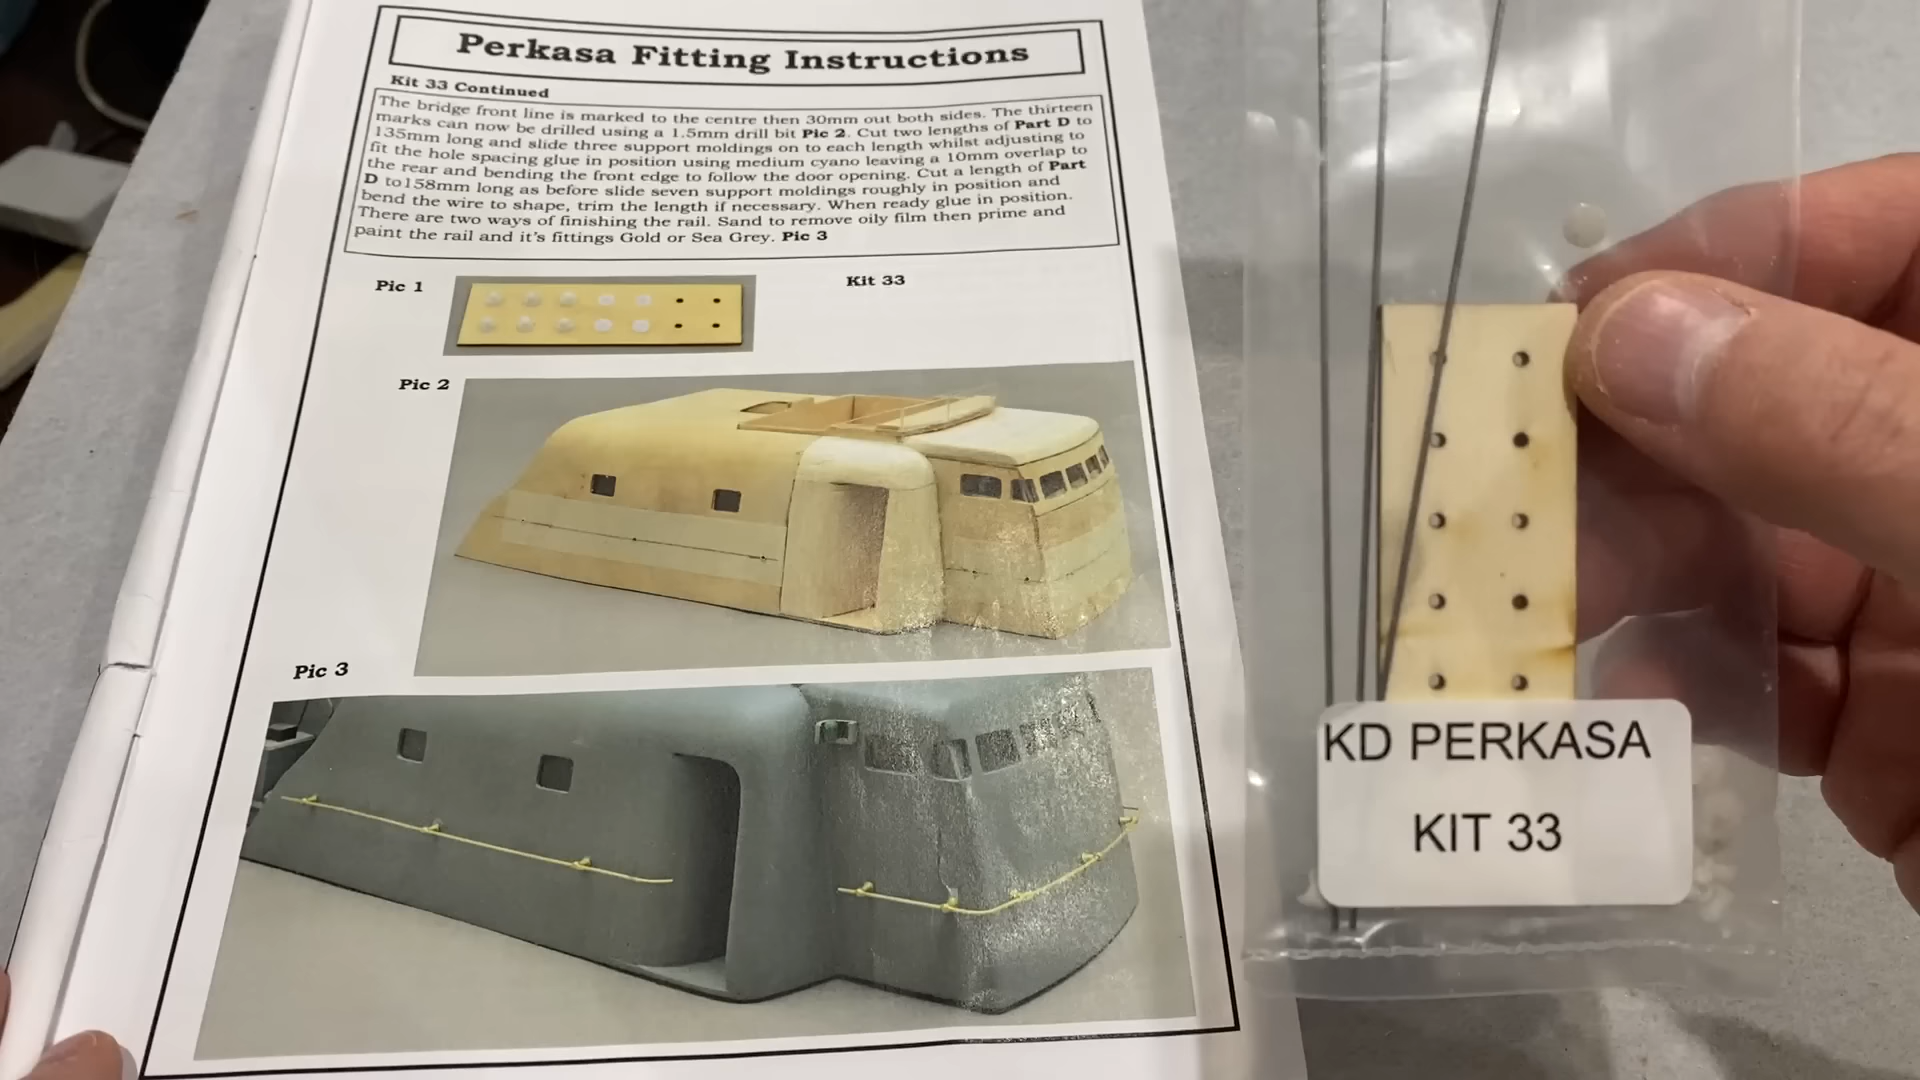 Perkasa Fitting Instructions
Kit 33 Continued
The bridge front line is marked to the centre then 30mm out both sides. The thirteen
marks can now be drilled using a 1.5mm drill bit Pic 2. Cut two lengths of Part D to
135mm long and slide three support moldings on to each length whilst adjusting to
fit the hole spacing glue in position using medium cyano leaving a 10mm overlap to
the rear and bending the front edge to follow the door opening. Cut a length of Part
D to158mm long as before slide seven support moldings roughly in position and
bend the wire to shape, trim the length if necessary. When ready glue in position.
There are two ways of finishing the rail. Sand to remove oily film then prime and
paint the rail and it's fittings Gold or Sea Grey. Pic 3
Pic 1
Kit 33
Pic 2
Pic 3
KD PERKASA
KIT 33